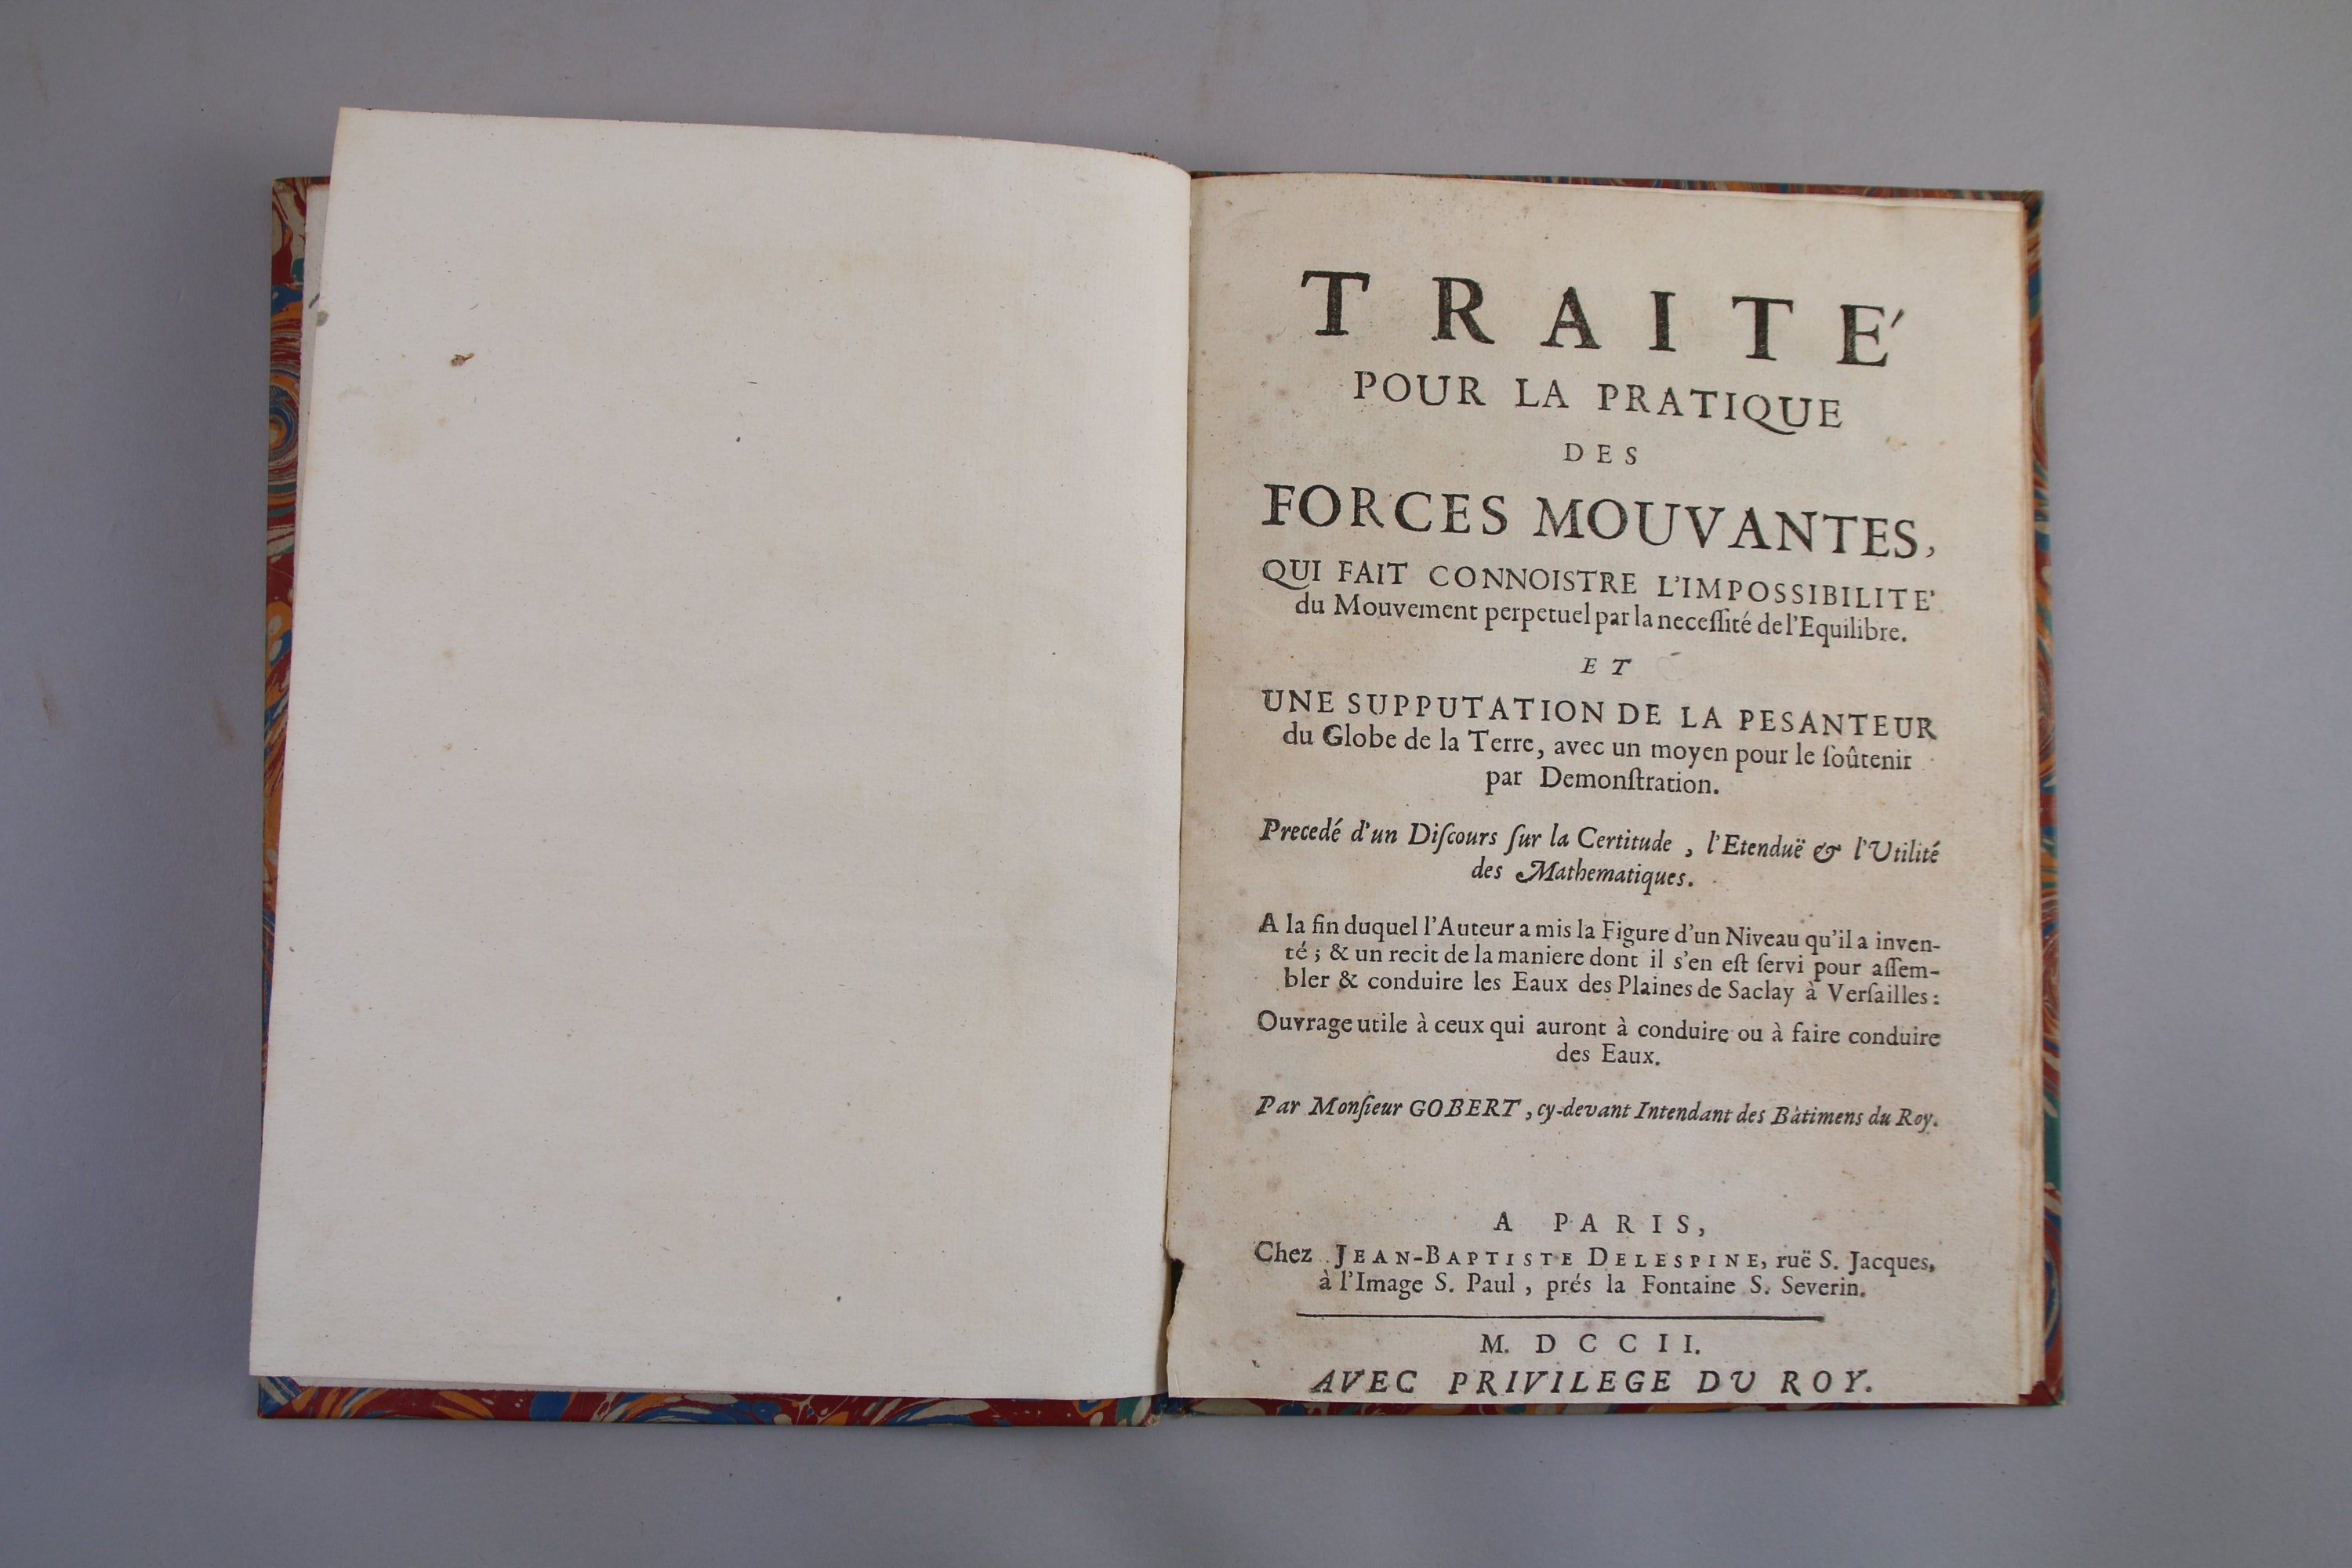 TRAITE'
POUR LA PRATIQUE
DES
FORCES MOUVANTES,
QUI FAIT CONNOISTRE L'IMPOSSIBILITE'
du Mouvement perpetuel par la neceſſité de l'Equilibre.
ET
UNE SUPPUTATION DE LA PESANTEUR
du Globe de la Terre, avec un moyen pour le ſoûtenir
par Demonſtration.
Precedé d'un Diſcours ſur la Certitude, l'Etenduë & l'Utilité
des Mathematiques.
A la fin duquel l'Auteur a mis la Figure d'un Niveau qu'il a inven-
té; & un recit de la maniere dont il s'en eſt ſervi pour aſſem-
bler & conduire les Eaux des Plaines de Saclay à Verſailles:
Ouvrage utile à ceux qui auront à conduire ou à faire conduire
des Eaux.
Par Monſieur GOBERT, cy-devant Intendant des Bâtimens du Roy.
A PARIS,
Chez JEAN-BAPTISTE DELESPINE, ruë S. Jacques,
à l'Image S. Paul, prés la Fontaine S. Severin.
M. DCCII.
AVEC PRIVILEGE DU ROY.